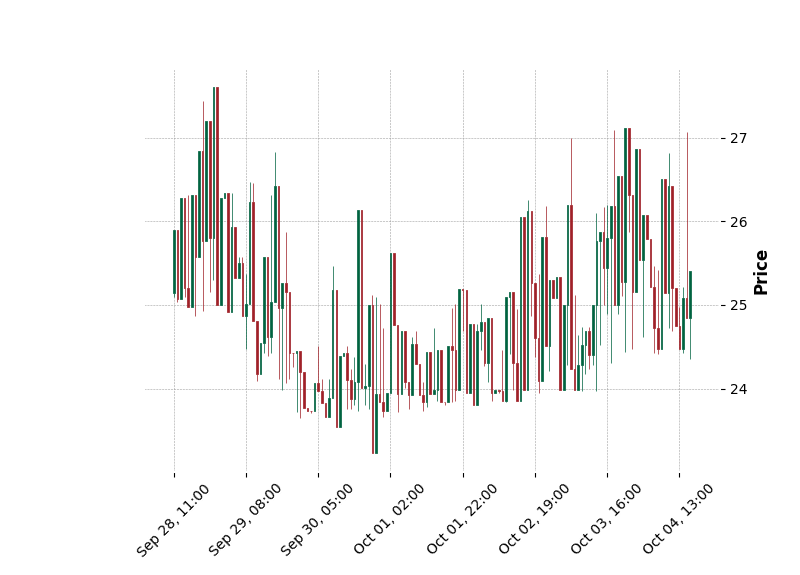 27
26
25
24
Price
Sep 28, 11:00
Sep 29, 08:00
Sep 30, 05:00
Oct 01, 02:00
Oct 01, 22:00
Oct 02, 19:00
Oct 03, 16:00
Oct 04, 13:00